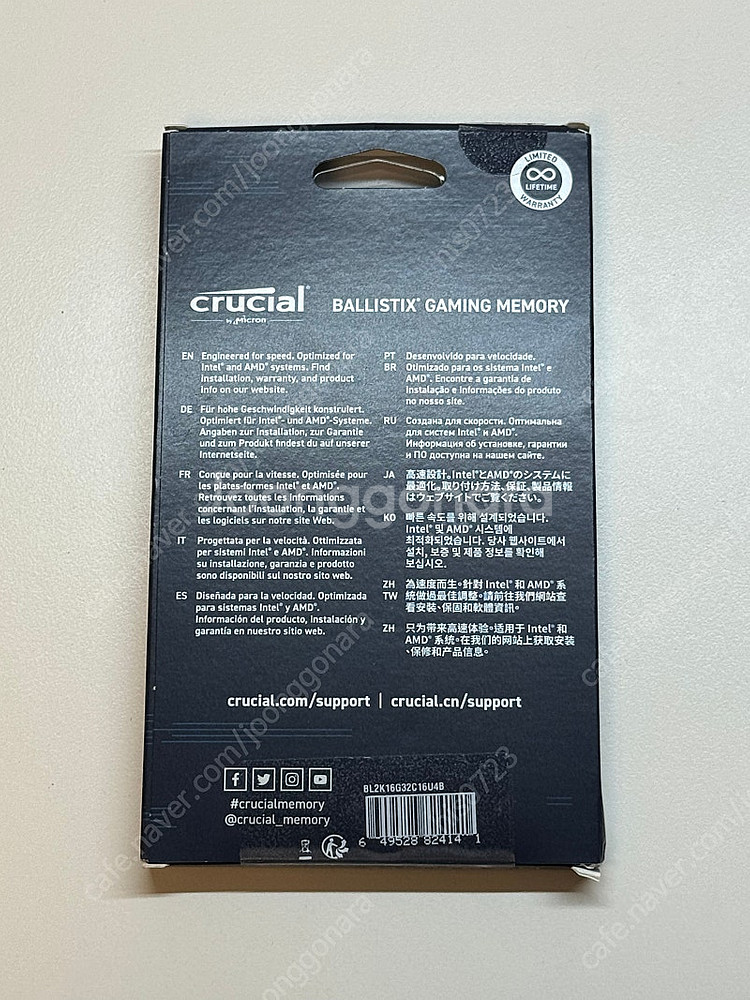 LIMITED
LIFETIME
WARRANTY
crucial
by Micron
BALLISTIX® GAMING MEMORY
EN Engineered for speed. Optimized for
Intel® and AMD® systems. Find
installation, warranty, and product
info on our website.
DE Für hohe Geschwindigkeit konstruiert.
Optimiert für Intel®- und AMD®-Systeme.
Angaben zur Installation, zur Garantie
und zum Produkt findest du auf unserer
Internetseite.
FR Conçue pour la vitesse. Optimisée pour
les plates-formes Intel® et AMD®.
Retrouvez toutes les informations
concernant l'installation, la garantie et
les logiciels sur notre site Web.
IT Progettata per la velocità. Ottimizzata
per sistemi Intel® e AMD®. Informazioni
su installazione, garanzia e prodotto
sono disponibili sul nostro sito web.
ES Diseñada para la velocidad. Optimizada
para sistemas Intel® y AMD®.
Información del producto, instalación y
garantía en nuestro sitio web.
PT Desenvolvido para velocidade.
BR Otimizado para os sistema Intel® e
AMD®. Encontre a garantia de
instalação e informações do produto
no nosso site.
RU Создана для скорости. Оптимальна
для систем Intel® и AMD®.
Информация об установке, гарантии
и ПО доступна на нашем сайте.
JA 高速設計。Intel®とAMD®のシステムに
最適化。取り付け方法、保証、製品情報
はウェブサイトでご覧ください。
KO 빠른 속도를 위해 설계되었습니다.
Intel® 및 AMD® 시스템에
최적화되었습니다. 당사 웹사이트에서
설치, 보증 및 제품 정보를 확인해
보십시오.
ZH 為速度而生。針對 Intel® 和 AMD® 系
TW 統做過最佳調整。請前往我們網站查
看安裝、保固和軟體資訊。
ZH 只为带来高速体验。适用于 Intel® 和
AMD® 系统。在我们的网站上获取安装
、保修和产品信息。
crucial.com/support | crucial.cn/support
#crucialmemory
@crucial_memory
BL2K16G32C16U4B
6 49528 82414 1
cafe.naver.com/joonggonara
joonggonara